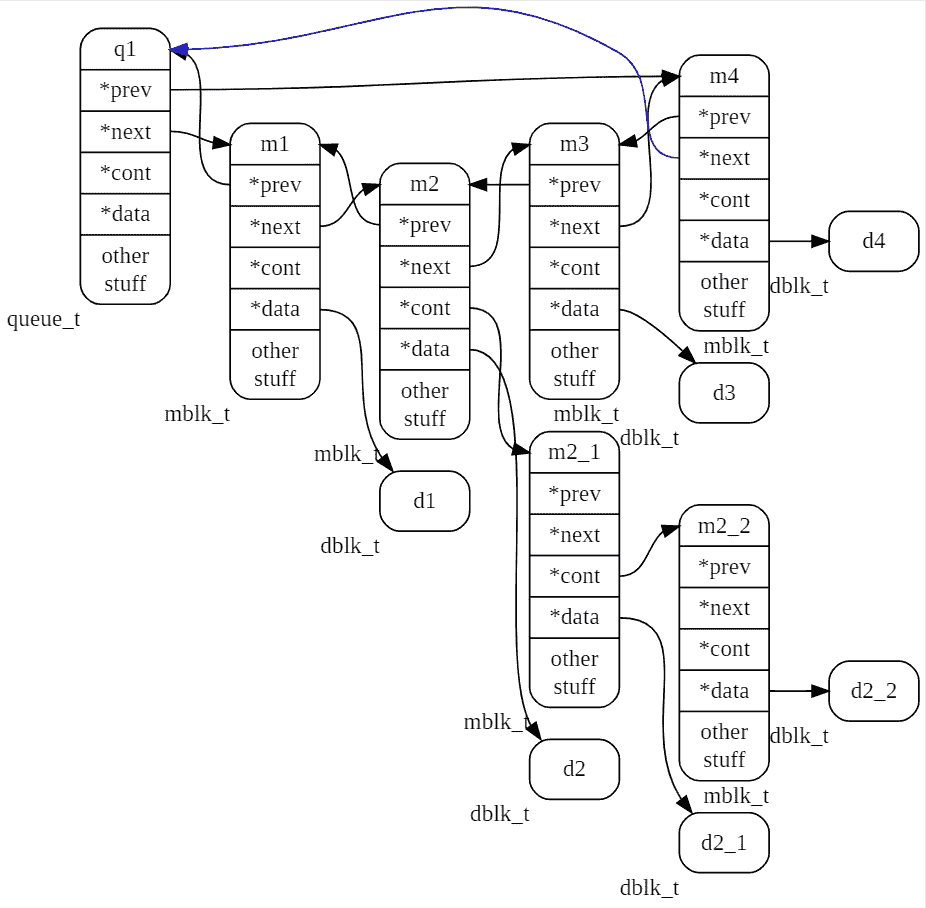 q1
*prev
*next
*cont
*data
other
stuff
queue_t
m1
*prev
*next
*cont
*data
other
stuff
mblk_t
m2
*prev
*next
*cont
*data
other
stuff
mblk_t
d1
dblk_t
m3
*prev
*next
*cont
*data
other
stuff
mblk_t
m4
*prev
*next
*cont
*data
other
stuff
mblk_t
d4
dblk_t
d3
dblk_t
m2_1
*prev
*next
*cont
*data
other
stuff
mblk_t
m2_2
*prev
*next
*cont
*data
other
stuff
mblk_t
d2_2
dblk_t
d2
dblk_t
d2_1
dblk_t